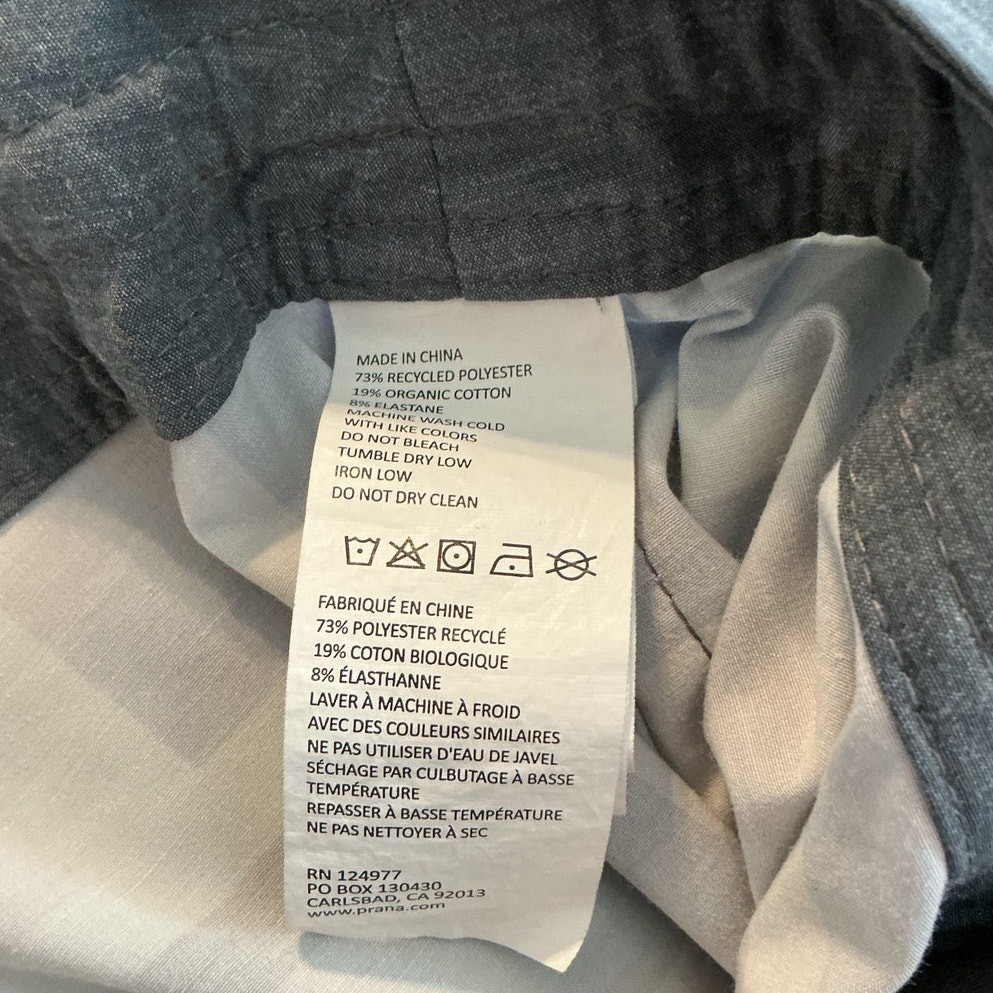 MADE IN CHINA
73% RECYCLED POLYESTER
19% ORGANIC COTTON
8% ELASTANE
MACHINE WASH COLD
WITH LIKE COLORS
DO NOT BLEACH
TUMBLE DRY LOW
IRON LOW
DO NOT DRY CLEAN
FABRIQUÉ EN CHINE
73% POLYESTER RECYCLÉ
19% COTON BIOLOGIQUE
8% ÉLASTHANNE
LAVER À MACHINE À FROID
AVEC DES COULEURS SIMILAIRES
NE PAS UTILISER D'EAU DE JAVEL
SÉCHAGE PAR CULBUTAGE À BASSE
TEMPÉRATURE
REPASSER À BASSE TEMPÉRATURE
NE PAS NETTOYER À SEC
RN 124977
PO BOX 130430
CARLSBAD, CA 92013
www.prana.com